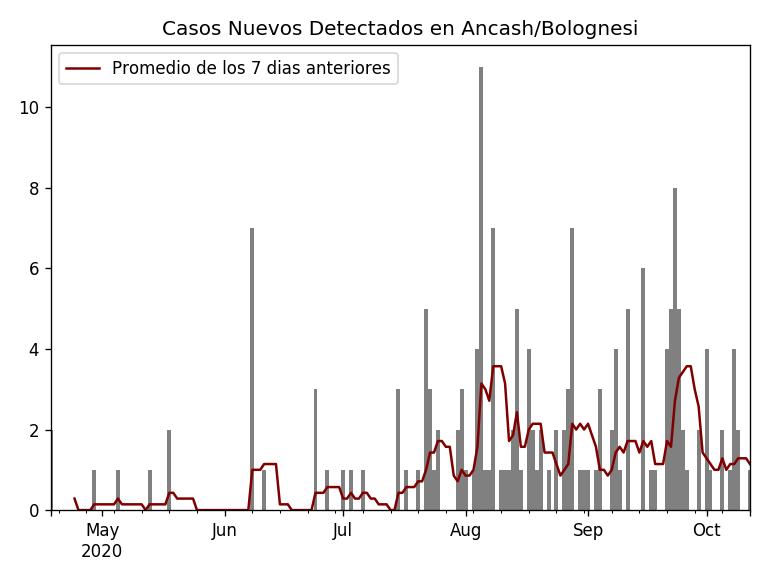 Casos Nuevos Detectados en Ancash/Bolognesi
Promedio de los 7 dias anteriores
10
8
6
4
2
0
May Jun Jul Aug Sep Oct
2020